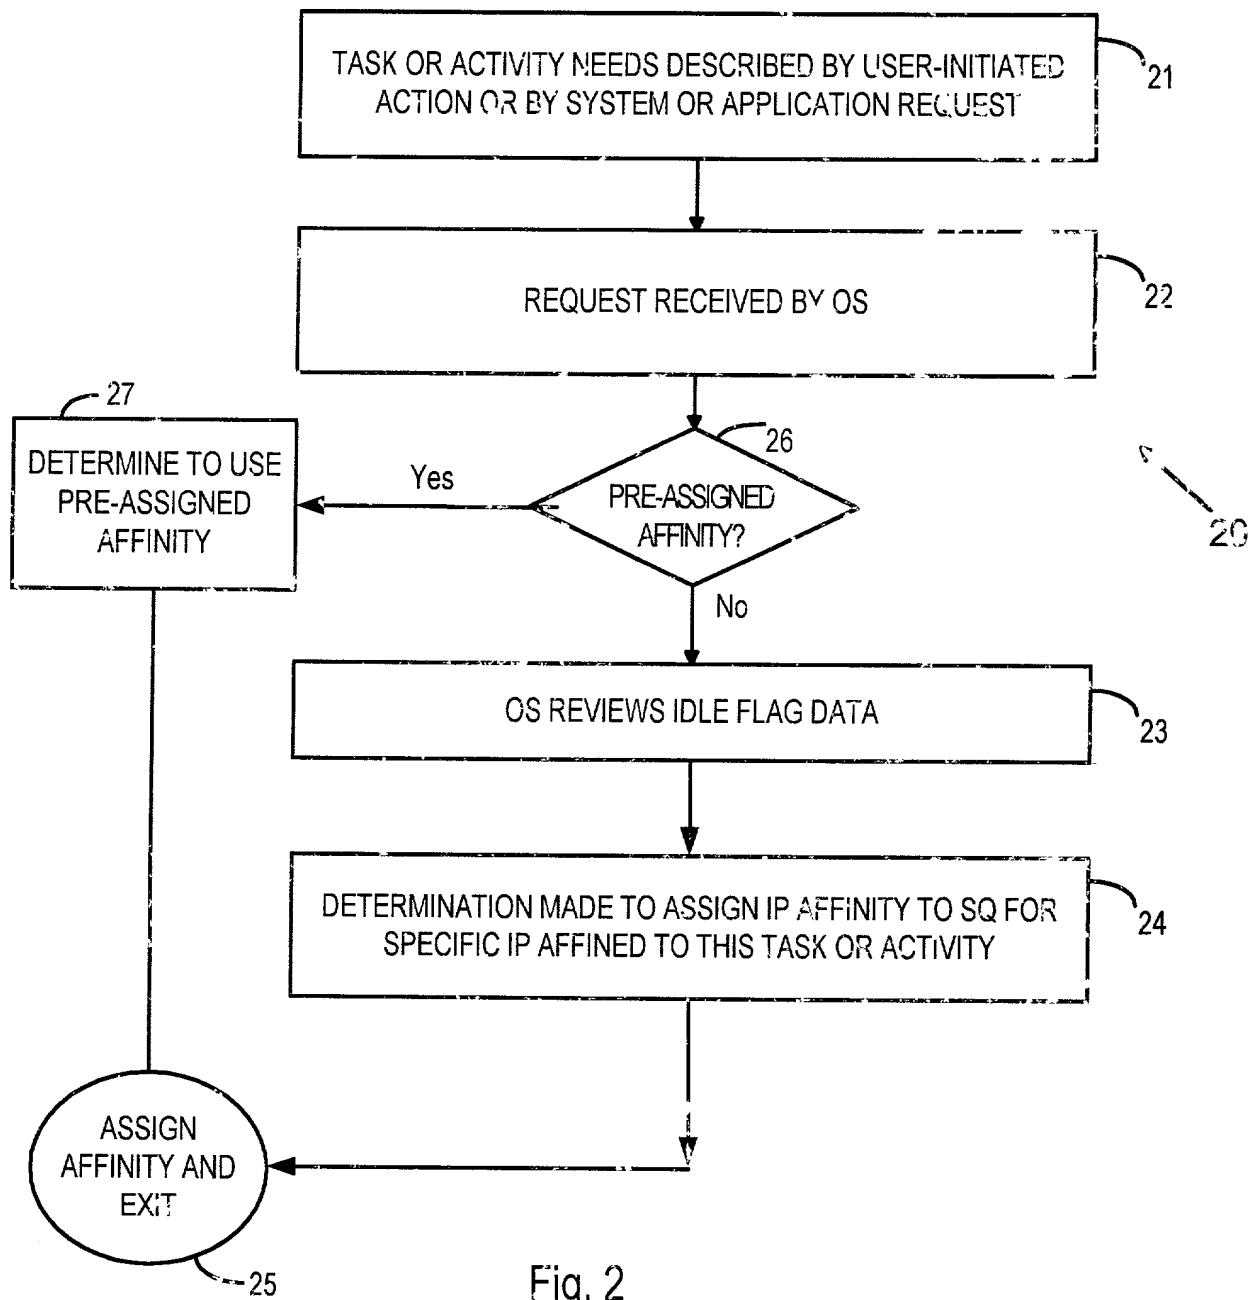 TASK OR ACTIVITY NEEDS DESCRIBED BY USER-INITIATED
ACTION OR BY SYSTEM OR APPLICATION REQUEST
21
REQUEST RECEIVED BY OS
22
27
DETERMINE TO USE
PRE-ASSIGNED
AFFINITY
Yes
26
PRE-ASSIGNED
AFFINITY?
20
No
OS REVIEWS IDLE FLAG DATA
23
DETERMINATION MADE TO ASSIGN IP AFFINITY TO SQ FOR
SPECIFIC IP AFFINED TO THIS TASK OR ACTIVITY
24
ASSIGN
AFFINITY AND
EXIT
25
Fig. 2